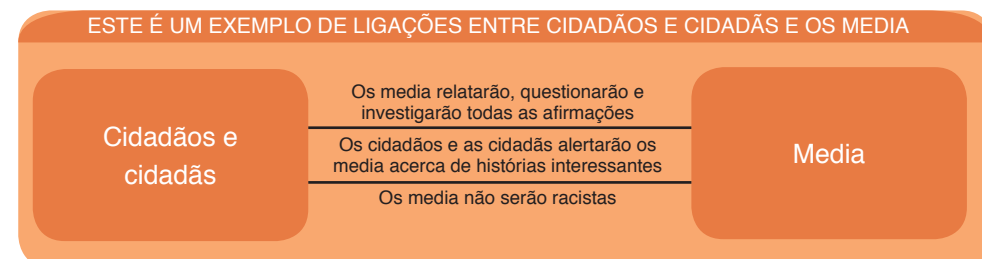 ESTE É UM EXEMPLO DE LIGAÇÕES ENTRE CIDADÃOS E CIDADÃS E OS MEDIA
Cidadãos e
cidadãs
Os media relatarão, questionarão e
investigarão todas as afirmações
Os cidadãos e as cidadãs alertarão os
media acerca de histórias interessantes
Os media não serão racistas
Media